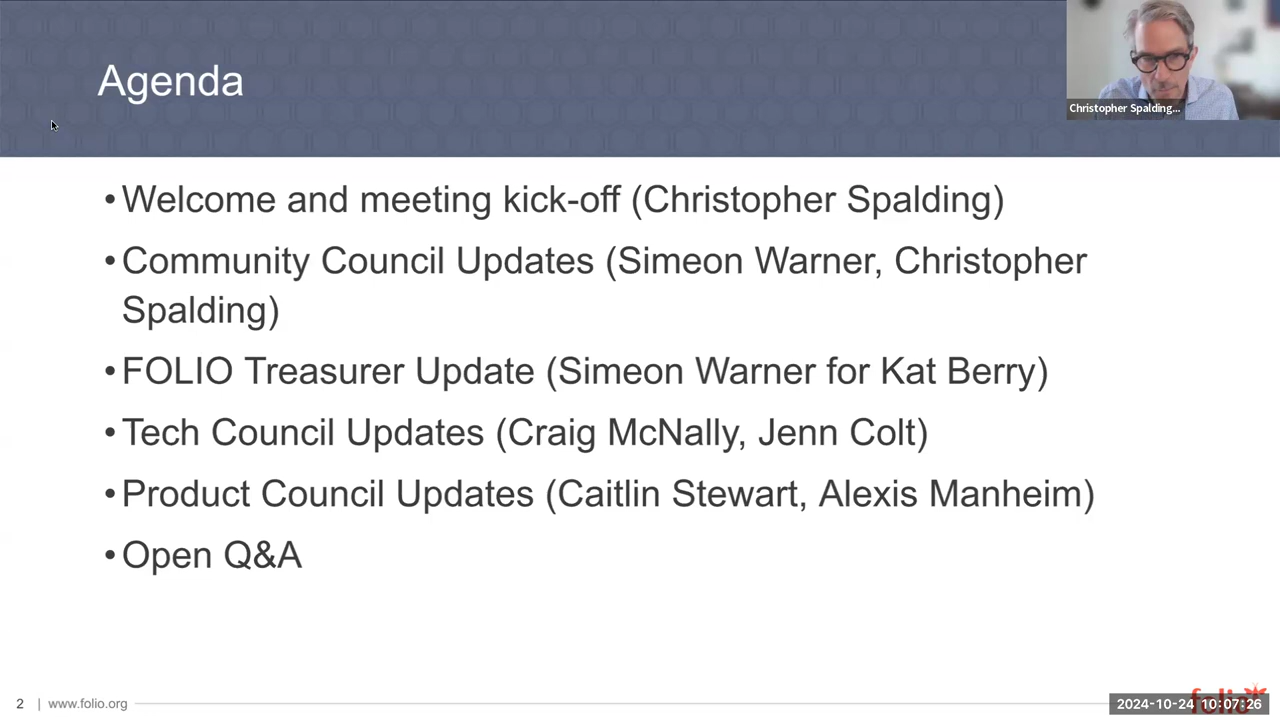 Agenda
Christopher Spalding...
•Welcome and meeting kick-off (Christopher Spalding)
•Community Council Updates (Simeon Warner, Christopher
Spalding)
•FOLIO Treasurer Update (Simeon Warner for Kat Berry)
•Tech Council Updates (Craig McNally, Jenn Colt)
•Product Council Updates (Caitlin Stewart, Alexis Manheim)
•Open Q&A
2 | www.folio.org
folio
2024-10-24 10:07:26